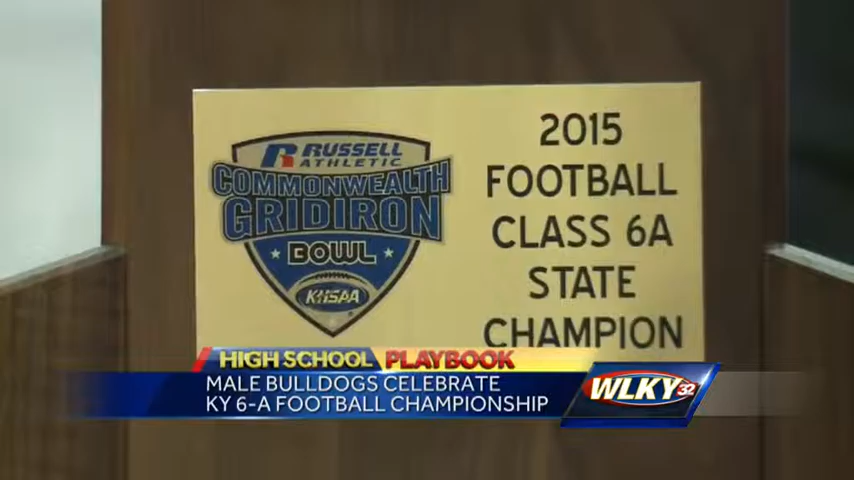 RUSSELL
ATHLETIC
COMMONWEALTH
GRIDIRON
BOWL
KHSAA
2015
FOOTBALL
CLASS 6A
STATE
CHAMPION
HIGH SCHOOL PLAYBOOK
MALE BULLDOGS CELEBRATE
KY 6-A FOOTBALL CHAMPIONSHIP
WLKY 32